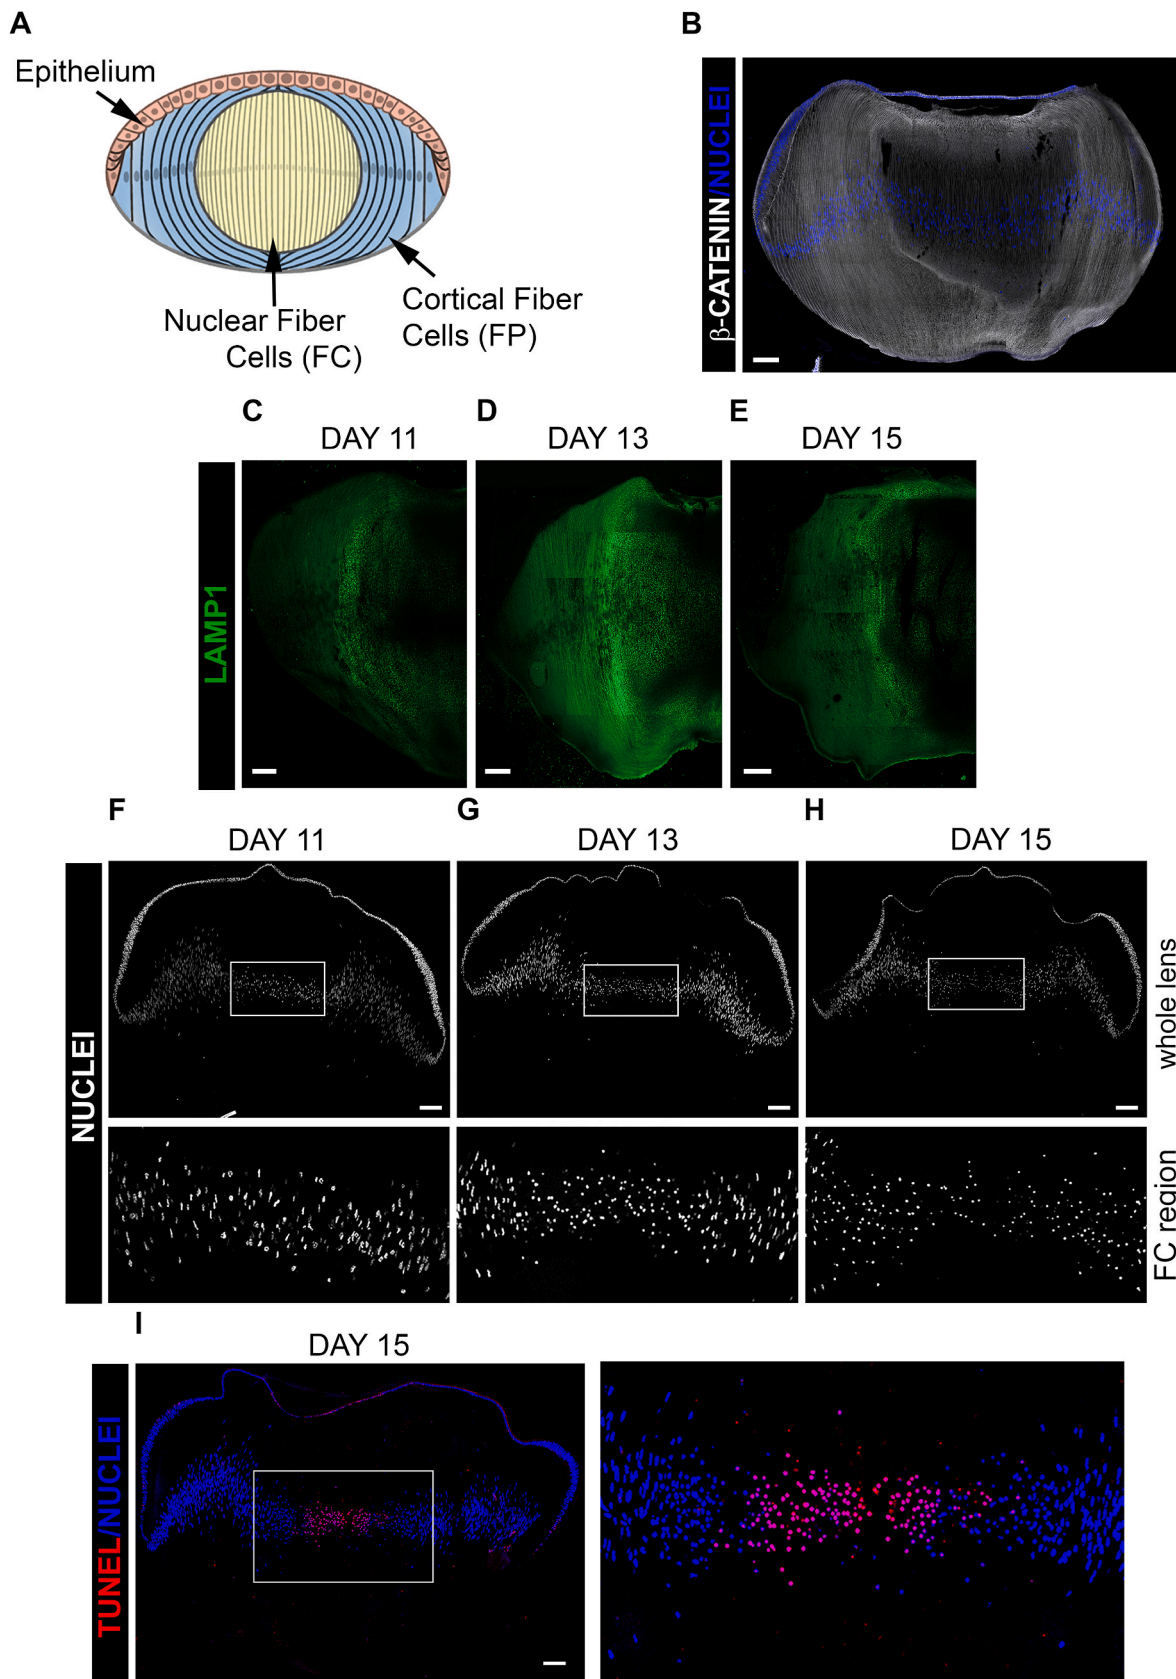 A
Epithelium
Nuclear Fiber
Cells (FC)
Cortical Fiber
Cells (FP)
B
β-CATENIN/NUCLEI
C
DAY 11
D
DAY 13
E
DAY 15
LAMP1
F
DAY 11
G
DAY 13
H
DAY 15
NUCLEI
whole lens
FC region
I
DAY 15
TUNEL/NUCLEI